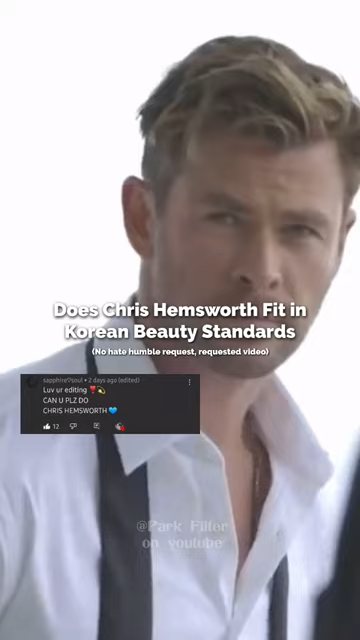 Does Chris Hemsworth Fit in
Korean Beauty Standards
(No hate humble request, requested video)
sapphire soul • 2 days ago (edited)
Luv ur editing ❣️💫
CAN U PLZ DO
CHRIS HEMSWORTH 💙
12
@Park Filter
on youtube